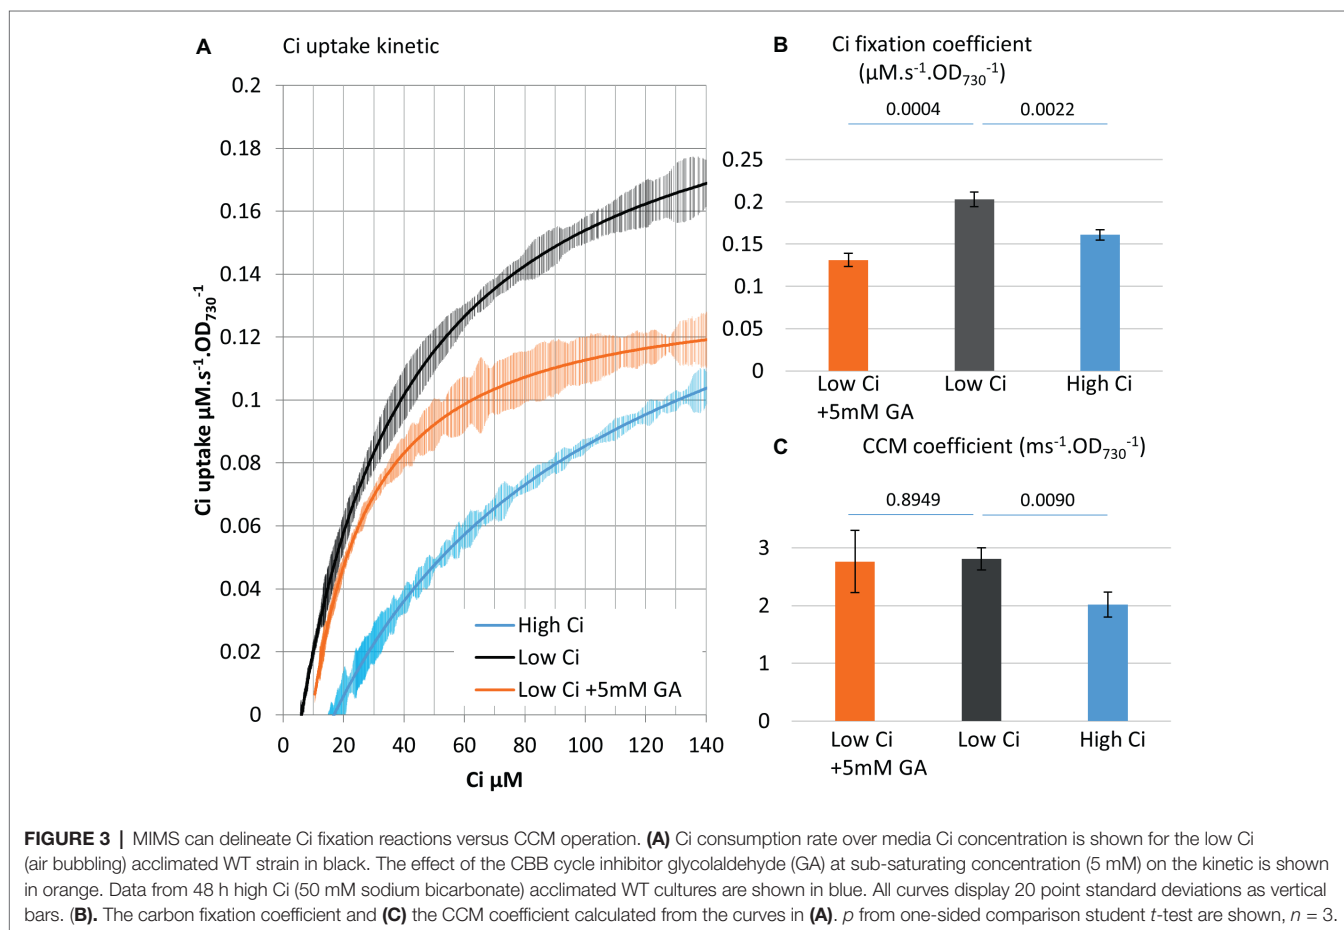 A Ci uptake kinetic
Ci uptake µM.s-1.OD730-1
0.2
0.18
0.16
0.14
0.12
0.1
0.08
0.06
0.04
0.02
0
0 20 40 60 80 100 120 140
Ci µM
High Ci
Low Ci
Low Ci +5mM GA
B Ci fixation coefficient
(µM.s-1.OD730-1)
0.0004 0.0022
0.25
0.2
0.15
0.1
0.05
0
Low Ci Low Ci High Ci
+5mM GA
C CCM coefficient (ms-1.OD730-1)
0.8949 0.0090
3
2
1
0
Low Ci Low Ci High Ci
+5mM GA
FIGURE 3 | MIMS can delineate Ci fixation reactions versus CCM operation. (A) Ci consumption rate over media Ci concentration is shown for the low Ci
(air bubbling) acclimated WT strain in black. The effect of the CBB cycle inhibitor glycolaldehyde (GA) at sub-saturating concentration (5 mM) on the kinetic is shown
in orange. Data from 48 h high Ci (50 mM sodium bicarbonate) acclimated WT cultures are shown in blue. All curves display 20 point standard deviations as vertical
bars. (B). The carbon fixation coefficient and (C) the CCM coefficient calculated from the curves in (A). p from one-sided comparison student t-test are shown, n = 3.